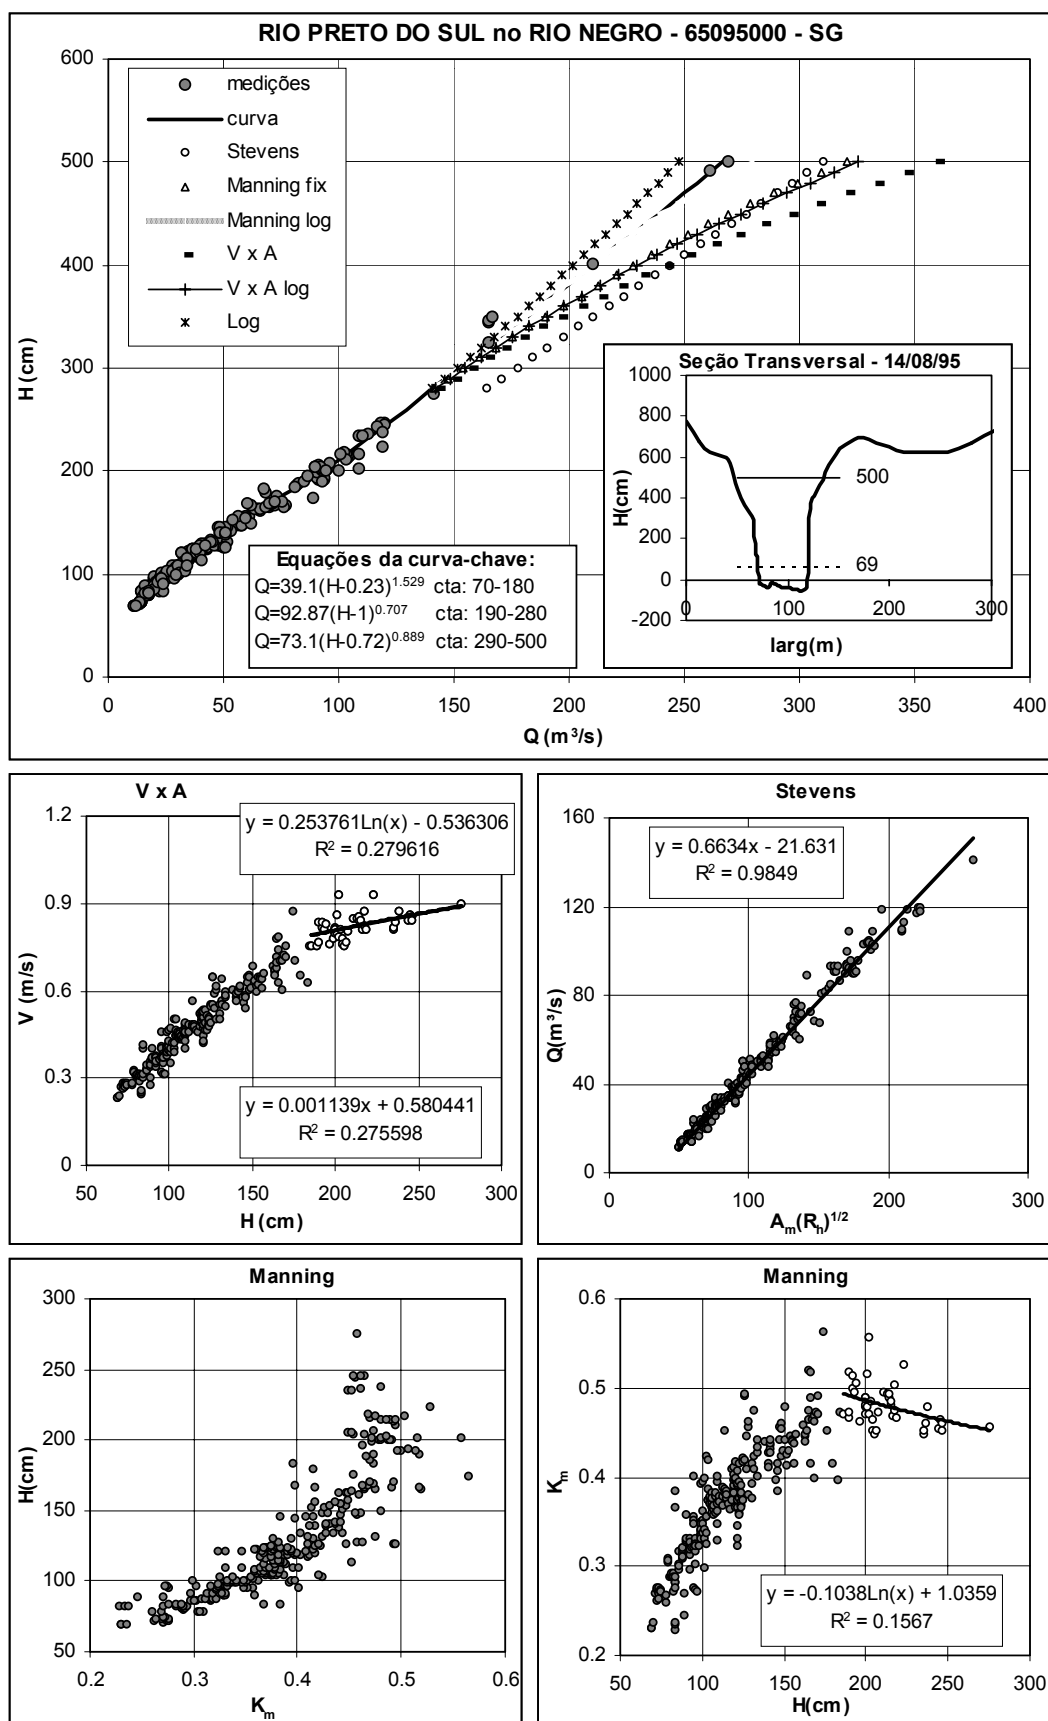 RIO PRETO DO SUL no RIO NEGRO - 65095000 - SG
600
500
400
300
200
100
0
H (cm)
medições
curva
Stevens
Manning fix
Manning log
V x A
V x A log
Log
Equações da curva-chave:
Q=39.1(H-0.23)^1.529 cta: 70-180
Q=92.87(H-1)^0.707 cta: 190-280
Q=73.1(H-0.72)^0.889 cta: 290-500
Seção Transversal - 14/08/95
1000
800
600
400
200
0
-200
H(cm)
500
69
0 100 200 300
larg(m)
0 50 100 150 200 250 300 350 400
Q (m³/s)
V x A
1.2
0.9
0.6
0.3
0
V (m/s)
y = 0.253761Ln(x) - 0.536306
R² = 0.279616
y = 0.001139x + 0.580441
R² = 0.275598
50 100 150 200 250 300
H (cm)
Stevens
160
120
80
40
0
Q(m³/s)
y = 0.6634x - 21.631
R² = 0.9849
0 100 200 300
Aₘ(Rₕ)^1/2
Manning
300
250
200
150
100
50
H(cm)
0.2 0.3 0.4 0.5 0.6
Kₘ
Manning
0.6
0.5
0.4
0.3
0.2
Kₘ
y = -0.1038Ln(x) + 1.0359
R² = 0.1567
50 100 150 200 250 300
H(cm)